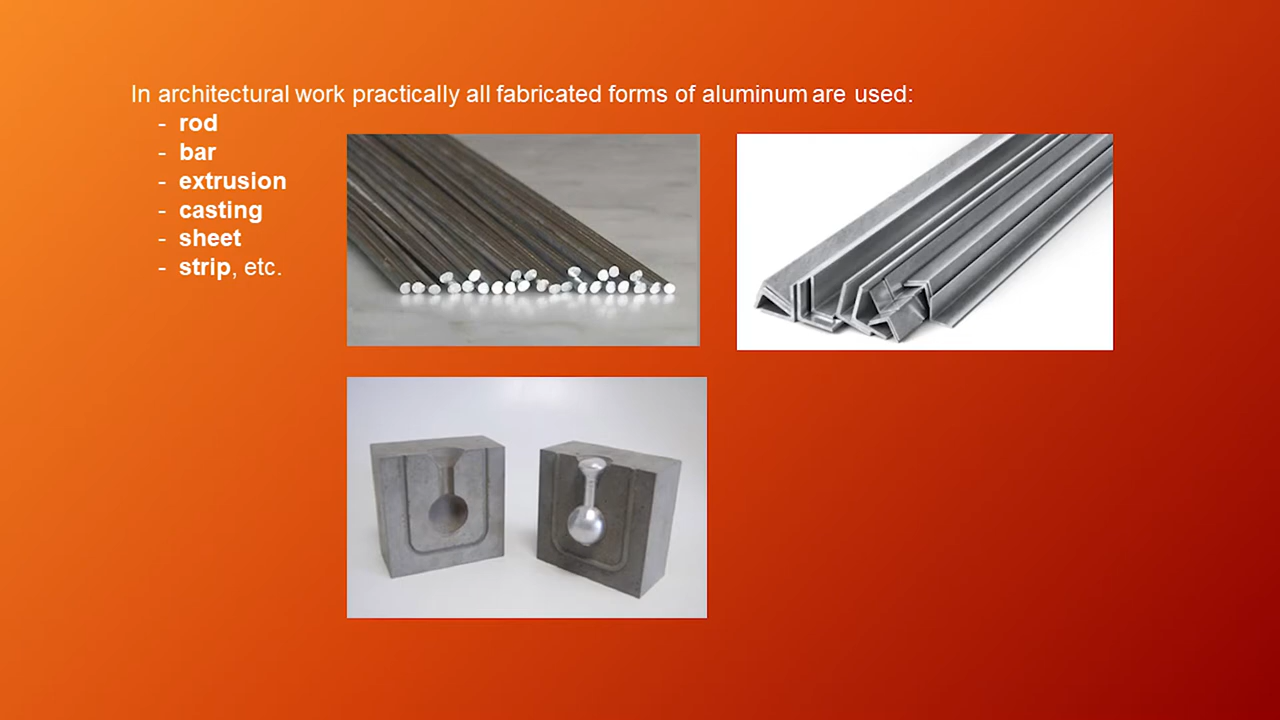 In architectural work practically all fabricated forms of aluminum are used:
- rod
- bar
- extrusion
- casting
- sheet
- strip, etc.